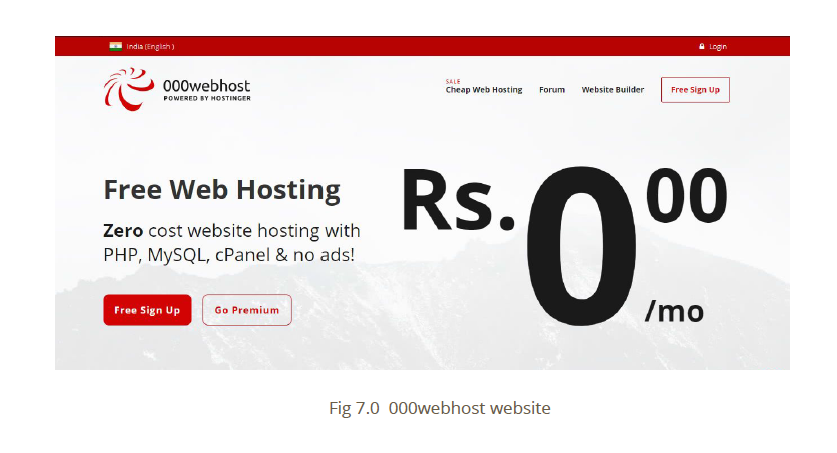 India (English )
Login
000webhost
POWERED BY HOSTINGER
SALE
Cheap Web Hosting
Forum
Website Builder
Free Sign Up
Free Web Hosting
Zero cost website hosting with
PHP, MySQL, cPanel & no ads!
Free Sign Up
Go Premium
Rs.000
/mo
Fig 7.0 000webhost website